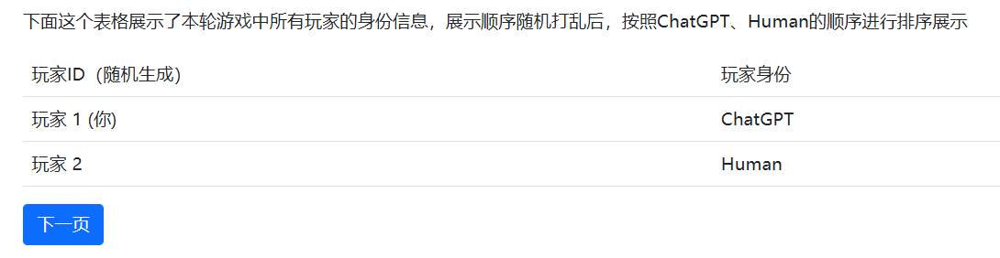 下面这个表格展示了本轮游戏中所有玩家的身份信息，展示顺序随机打乱后，按照ChatGPT、Human的顺序进行排序展示
玩家ID（随机生成） 玩家身份
玩家 1 (你) ChatGPT
玩家 2 Human
下一页